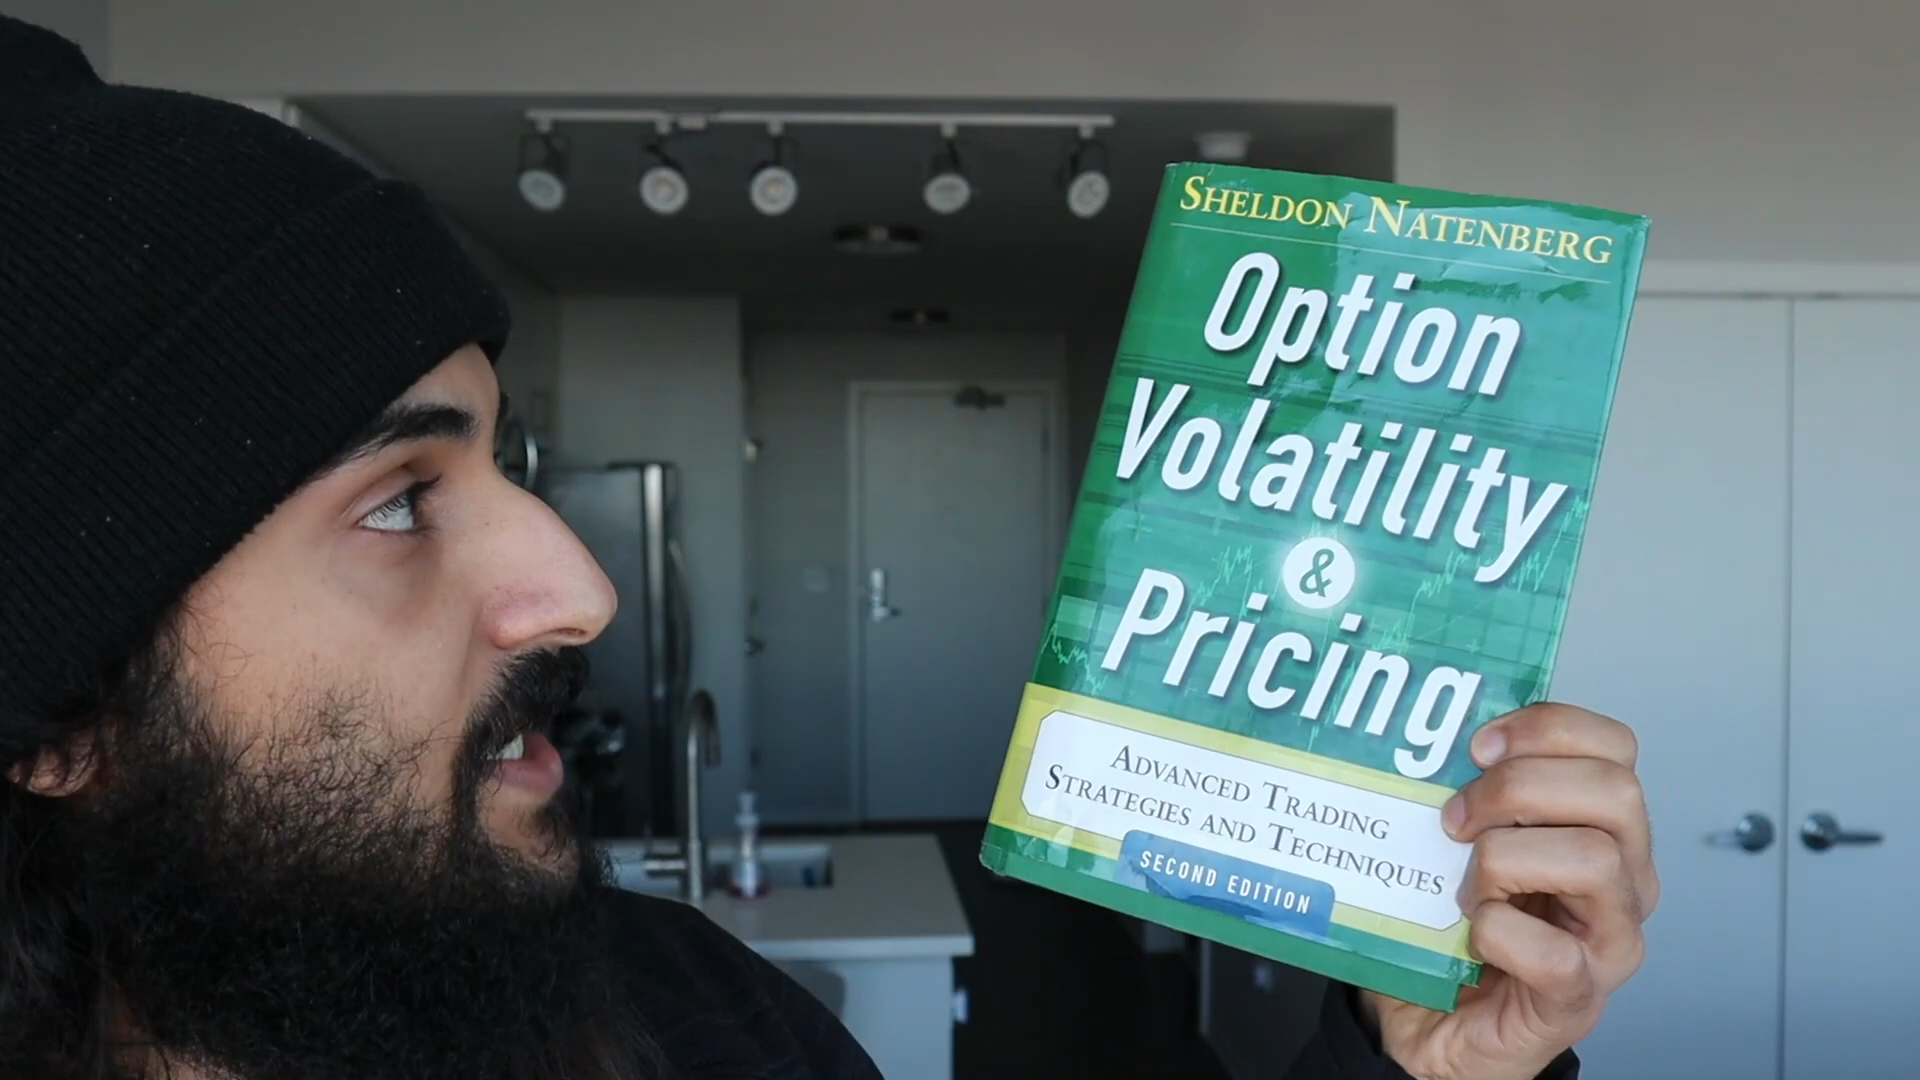 SHELDON NATENBERG
Option
Volatility
&
Pricing
ADVANCED TRADING
STRATEGIES AND TECHNIQUES
SECOND EDITION